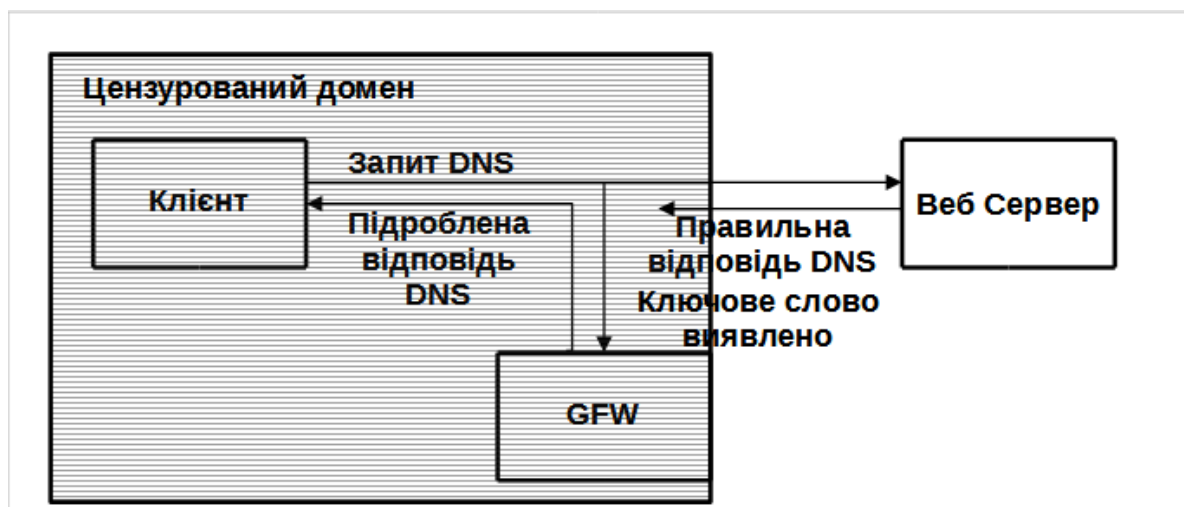 Цензурований домен
Клієнт
Запит DNS
Підроблена
відповідь
DNS
Правильна
відповідь DNS
Ключове слово
виявлено
Веб Сервер
GFW